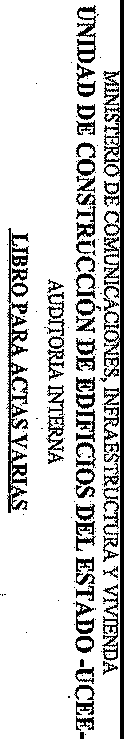 MINISTERIO DE COMUNICACIONES, INFRAESTRUCTURA Y VIVIENDA
UNIDAD DE CONSTRUCCIÓN DE EDIFICIOS DEL ESTADO -UCEE-
AUDITORIA INTERNA
LIBRO PARA ACTAS VARIAS